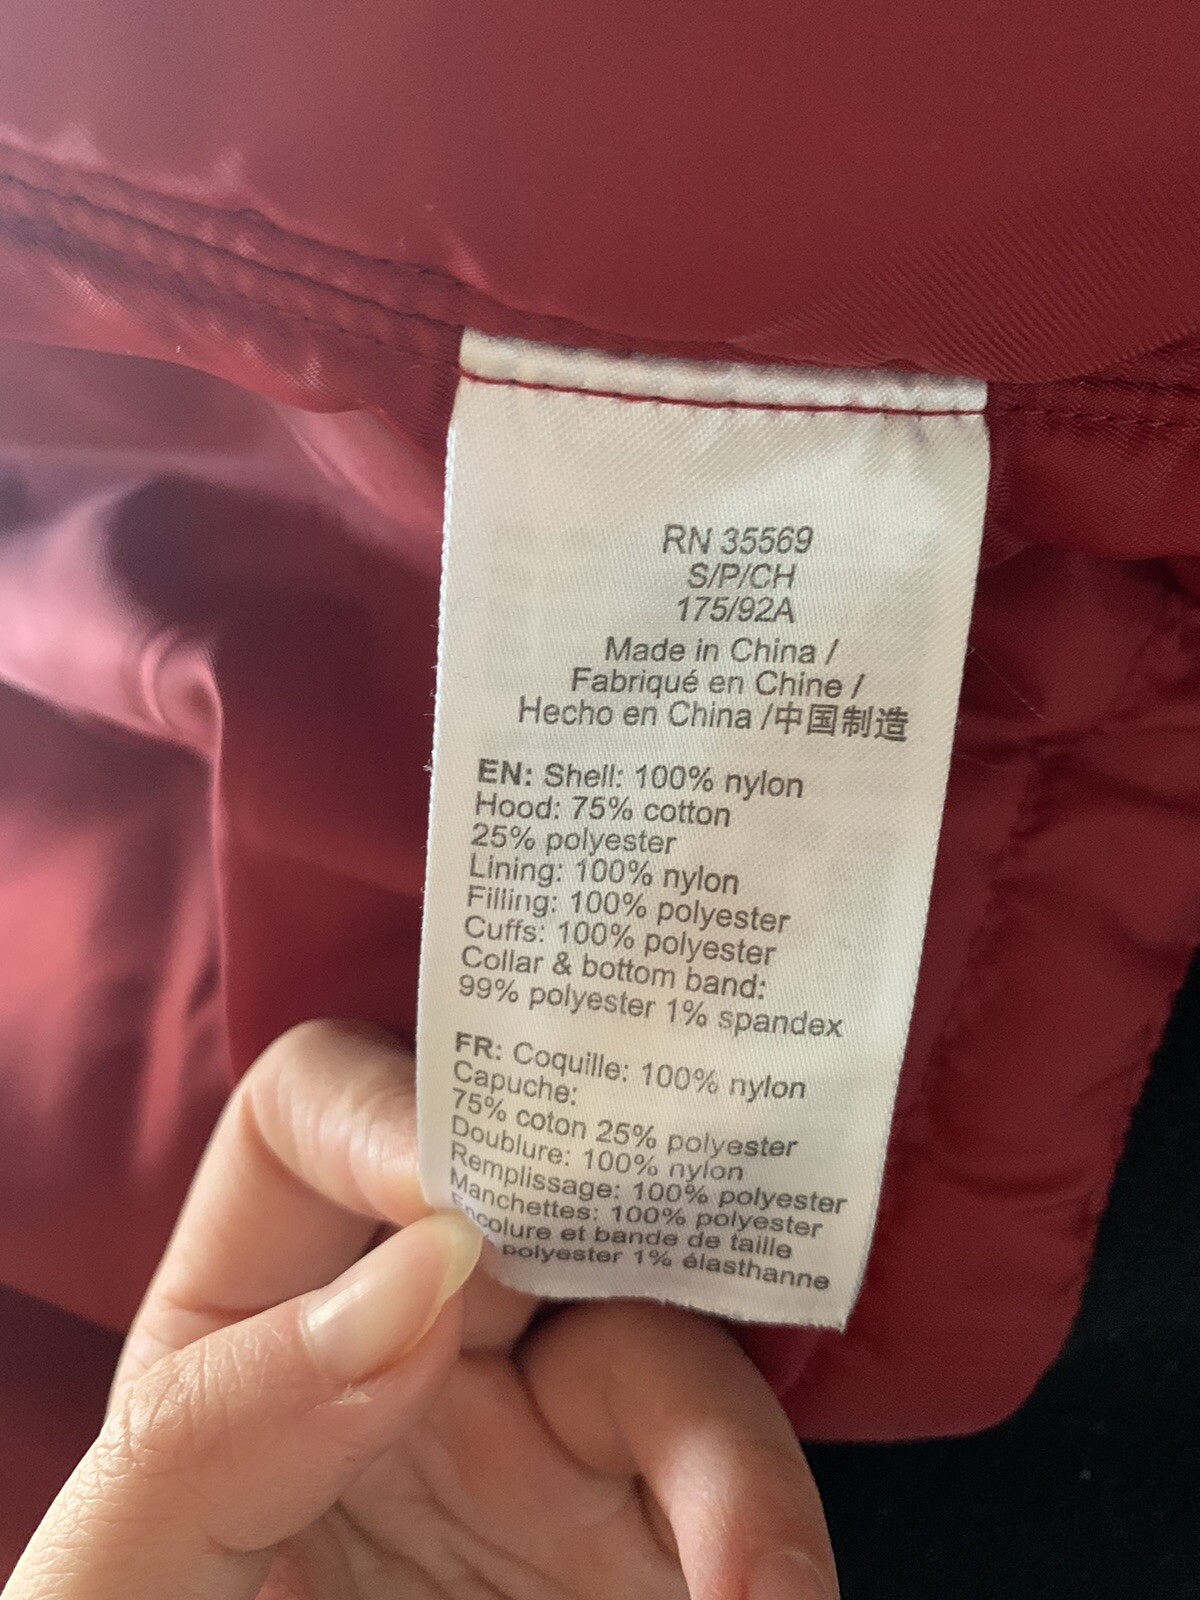 RN 35569
S/P/CH
175/92A
Made in China /
Fabriqué en Chine /
Hecho en China /中国制造
EN: Shell: 100% nylon
Hood: 75% cotton
25% polyester
Lining: 100% nylon
Filling: 100% polyester
Cuffs: 100% polyester
Collar & bottom band:
99% polyester 1% spandex
FR: Coquille: 100% nylon
Capuche:
75% coton 25% polyester
Doublure: 100% nylon
Remplissage: 100% polyester
Manchettes: 100% polyester
Encolure et bande de taille
polyester 1% élasthanne